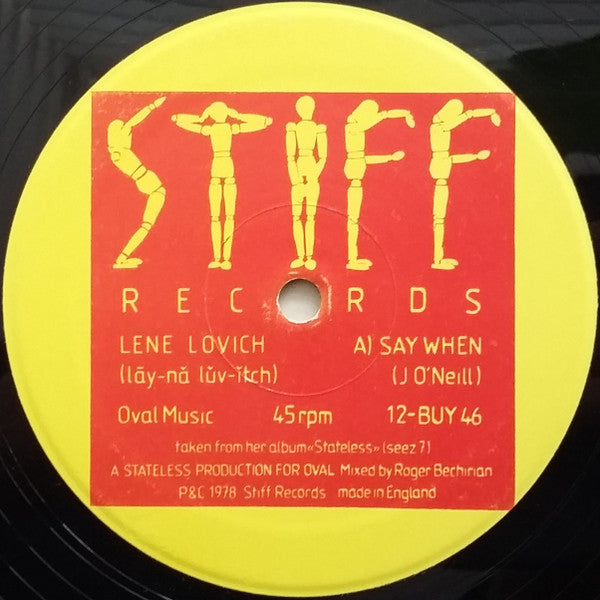 STIFF
RECORDS
LENE LOVICH A) SAY WHEN
(lāy-nă lŭv-ĭtch) (J O'Neill)
Oval Music 45rpm 12-BUY 46
taken from her album «Stateless» (seez 7)
A STATELESS PRODUCTION FOR OVAL Mixed by Roger Bechirian
P&C 1978 Stiff Records made in England